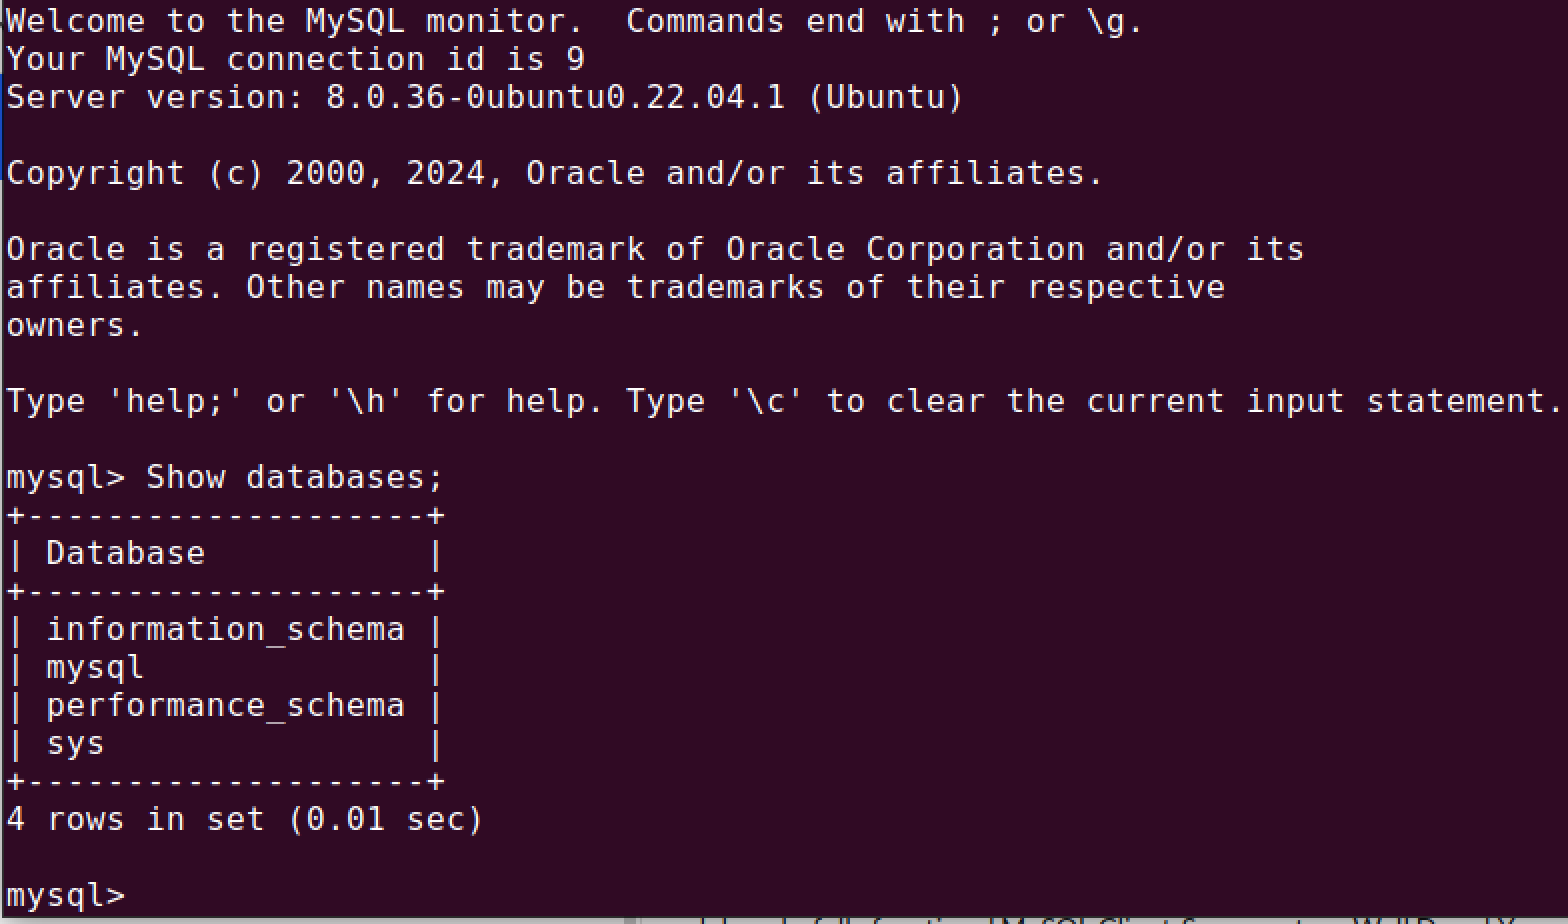 Welcome to the MySQL monitor.  Commands end with ; or \g.
Your MySQL connection id is 9
Server version: 8.0.36-0ubuntu0.22.04.1 (Ubuntu)
Copyright (c) 2000, 2024, Oracle and/or its affiliates.
Oracle is a registered trademark of Oracle Corporation and/or its
affiliates. Other names may be trademarks of their respective
owners.
Type 'help;' or '\h' for help. Type '\c' to clear the current input statement.
mysql> Show databases;
+--------------------+
| Database           |
+--------------------+
| information_schema |
| mysql              |
| performance_schema |
| sys                |
+--------------------+
4 rows in set (0.01 sec)
mysql>